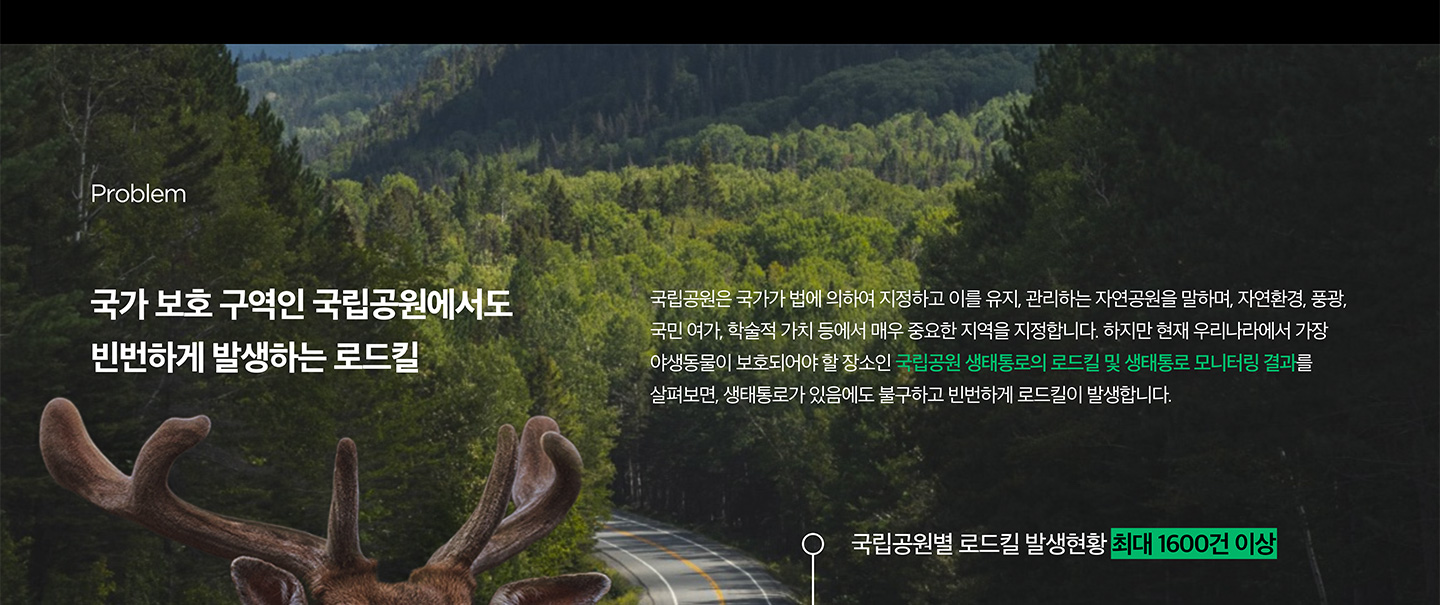 Problem
국가 보호 구역인 국립공원에서도
빈번하게 발생하는 로드킬
국립공원은 국가가 법에 의하여 지정하고 이를 유지, 관리하는 자연공원을 말하며, 자연환경, 풍광,
국민 여가, 학술적 가치 등에서 매우 중요한 지역을 지정합니다. 하지만 현재 우리나라에서 가장
야생동물이 보호되어야 할 장소인 국립공원 생태통로의 로드킬 및 생태통로 모니터링 결과를
살펴보면, 생태통로가 있음에도 불구하고 빈번하게 로드킬이 발생합니다.
국립공원별 로드킬 발생현황 최대 1600건 이상